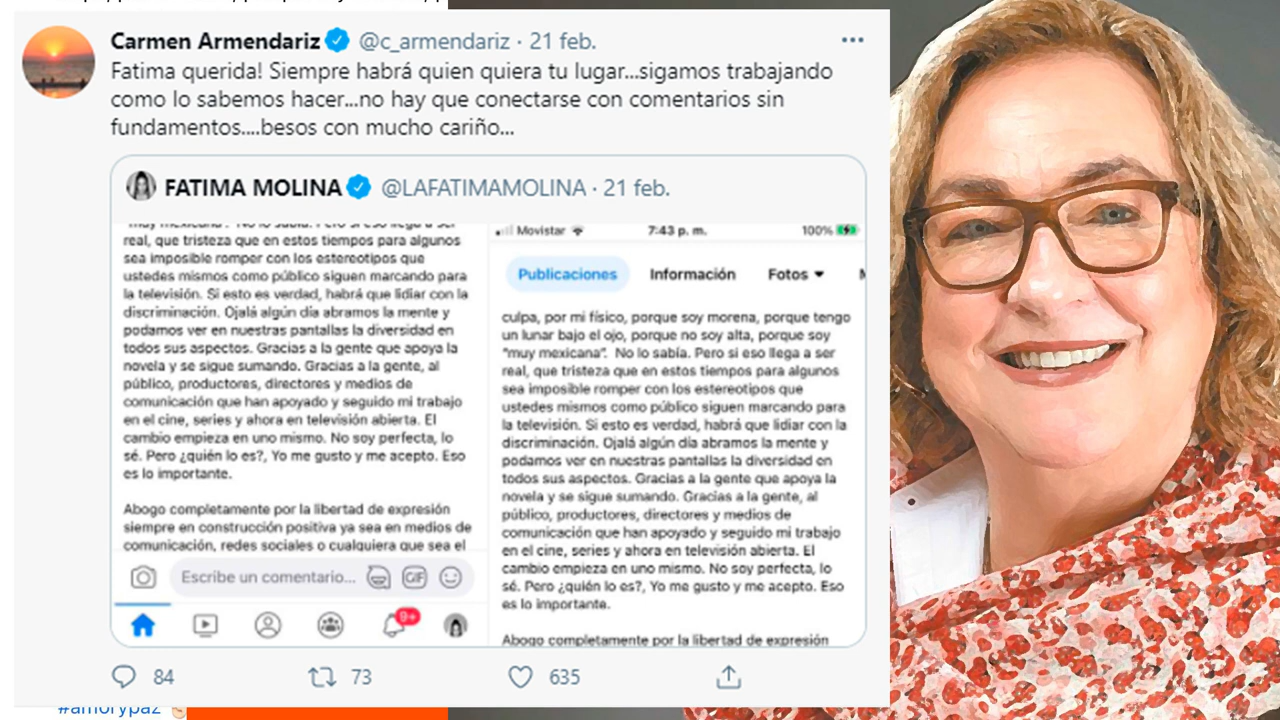 Carmen Armendariz @c_armendariz · 21 feb.
Fatima querida! Siempre habrá quien quiera tu lugar...sigamos trabajando
como lo sabemos hacer...no hay que conectarse con comentarios sin
fundamentos....besos con mucho cariño...
FATIMA MOLINA @LAFATIMAMOLINA · 21 feb.
"muy mexicana". No lo sabía. Pero si eso llega a ser
real, que tristeza que en estos tiempos para algunos
sea imposible romper con los estereotipos que
ustedes mismos como público siguen marcando para
la televisión. Si esto es verdad, habrá que lidiar con la
discriminación. Ojalá algún día abramos la mente y
podamos ver en nuestras pantallas la diversidad en
todos sus aspectos. Gracias a la gente que apoya la
novela y se sigue sumando. Gracias a la gente, al
público, productores, directores y medios de
comunicación que han apoyado y seguido mi trabajo
en el cine, series y ahora en televisión abierta. El
cambio empieza en uno mismo. No soy perfecta, lo
sé. Pero ¿quién lo es?, Yo me gusto y me acepto. Eso
es lo importante.
Abogo completamente por la libertad de expresión
siempre en construcción positiva ya sea en medios de
comunicación, redes sociales o cualquiera que sea el
Escribe un comentario...
GIF
9+
Movistar 7:43 p. m. 100%
Publicaciones Información Fotos
culpa, por mi físico, porque soy morena, porque tengo
un lunar bajo el ojo, porque no soy alta, porque soy
"muy mexicana". No lo sabía. Pero si eso llega a ser
real, que tristeza que en estos tiempos para algunos
sea imposible romper con los estereotipos que
ustedes mismos como público siguen marcando para
la televisión. Si esto es verdad, habrá que lidiar con la
discriminación. Ojalá algún día abramos la mente y
podamos ver en nuestras pantallas la diversidad en
todos sus aspectos. Gracias a la gente que apoya la
novela y se sigue sumando. Gracias a la gente, al
público, productores, directores y medios de
comunicación que han apoyado y seguido mi trabajo
en el cine, series y ahora en televisión abierta. El
cambio empieza en uno mismo. No soy perfecta, lo
sé. Pero ¿quién lo es?, Yo me gusto y me acepto. Eso
es lo importante.
Abogo completamente por la libertad de expresión
84 73 635
#amorypaz